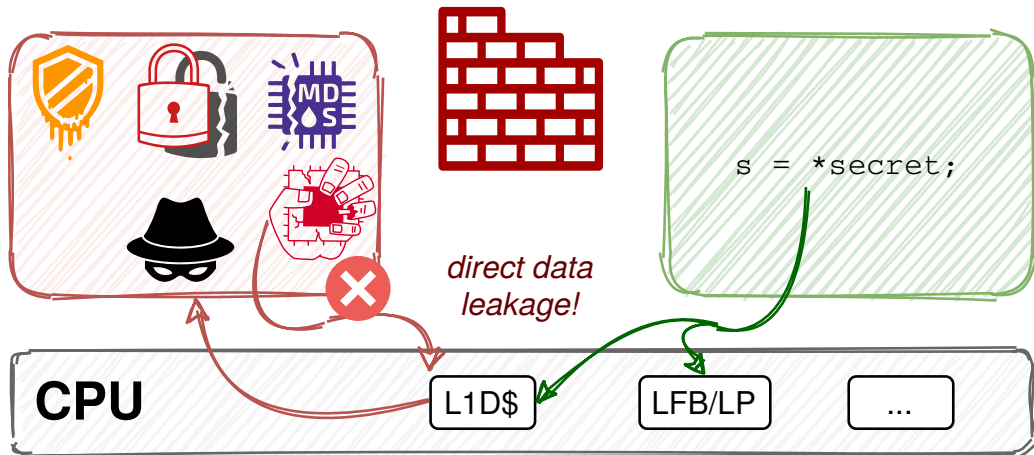 MD
S
s = *secret;
direct data
leakage!
CPU
L1D$
LFB/LP
...